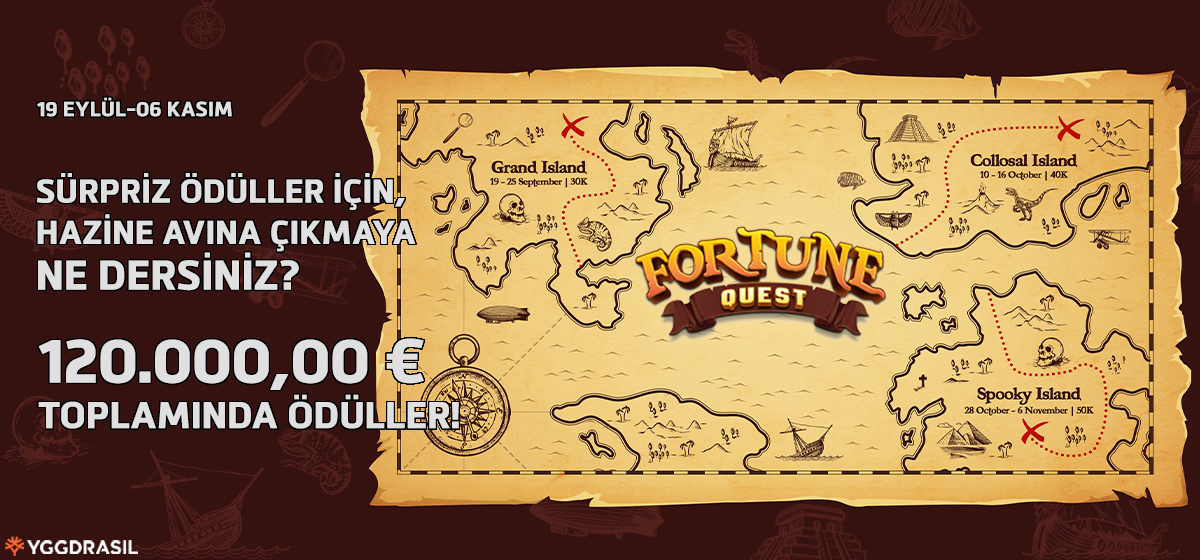 19 EYLÜL-06 KASIM
SÜRPRİZ ÖDÜLLER İÇİN,
HAZİNE AVINA ÇIKMAYA
NE DERSİNİZ?
120.000,00 €
TOPLAMINDA ÖDÜLLER!
Grand Island
19 - 25 September | 30K
Collosal Island
10 - 16 October | 40K
FORTUNE
QUEST
Spooky Island
28 October - 6 November | 50K
YGGDRASIL